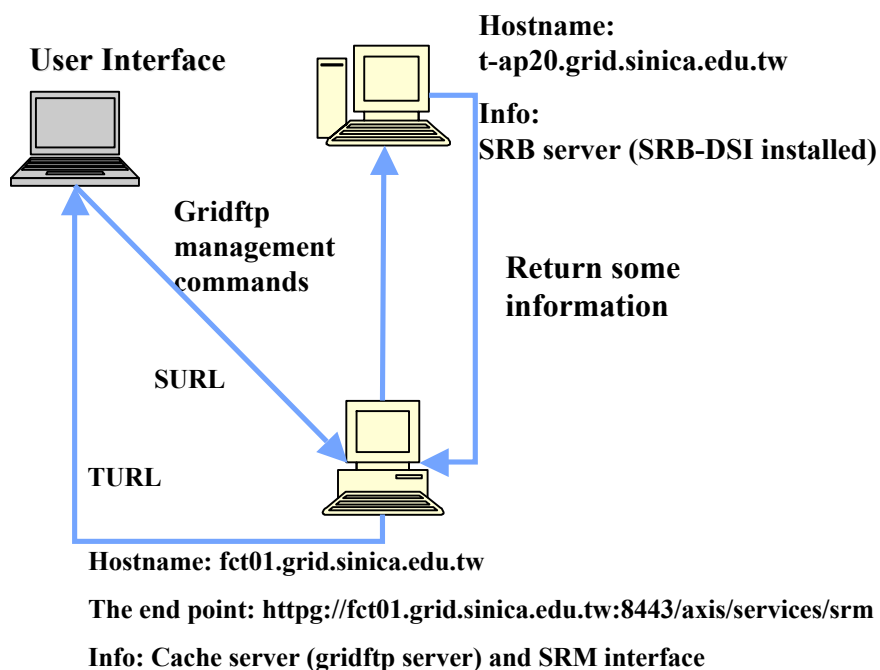 User Interface
Hostname:
t-ap20.grid.sinica.edu.tw
Info:
SRB server (SRB-DSI installed)
Gridftp
management
commands
Return some
information
SURL
TURL
Hostname: fct01.grid.sinica.edu.tw
The end point: httpg://fct01.grid.sinica.edu.tw:8443/axis/services/srm
Info: Cache server (gridftp server) and SRM interface